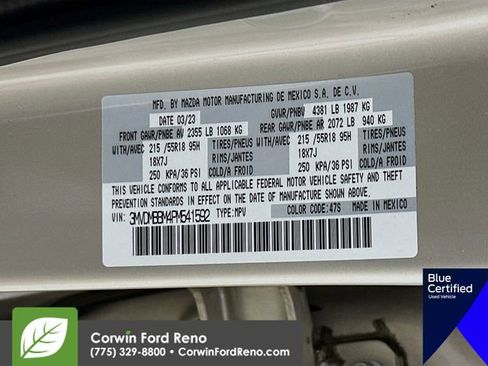 MFD. BY MAZDA MOTOR MANUFACTURING DE MEXICO S.A. DE C.V.
DATE 03/23 GVWR/PNBV 4381 LB 1987 KG
FRONT GAWR/PNBE AV 2355 LB 1068 KG REAR GAWR/PNBE AR 2072 LB 940 KG
WITH/AVEC 215 /55R18 95H TIRES/PNEUS WITH/AVEC 215 /55R18 95H TIRES/PNEUS
18X7J RIMS/JANTES 18X7J RIMS/JANTES
250 KPA/36 PSI COLD/A FROID 250 KPA/36 PSI COLD/A FROID
THIS VEHICLE CONFORMS TO ALL APPLICABLE FEDERAL MOTOR VEHICLE SAFETY AND THEFT
PREVENTION STANDARDS IN EFFECT ON THE DATE OF MANUFACTURE SHOWN ABOVE.
VIN: 3MVDMBBM4PM541592 TYPE:MPV COLOR CODE:47S MADE IN MEXICO
Blue
Certified
Used Vehicle
Corwin Ford Reno
(775) 329-8800 • CorwinFordReno.com